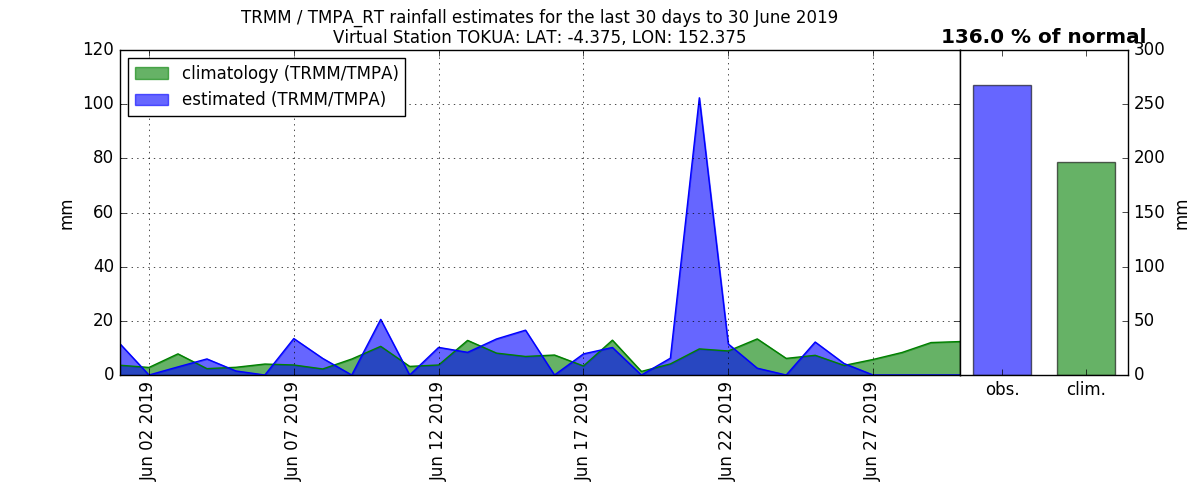 TRMM / TMPA_RT rainfall estimates for the last 30 days to 30 June 2019
Virtual Station TOKUA: LAT: -4.375, LON: 152.375
136.0 % of normal
climatology (TRMM/TMPA)
estimated (TRMM/TMPA)
120
100
80
60
40
20
0
mm
Jun 02 2019
Jun 07 2019
Jun 12 2019
Jun 17 2019
Jun 22 2019
Jun 27 2019
300
250
200
150
100
50
0
mm
obs.
clim.